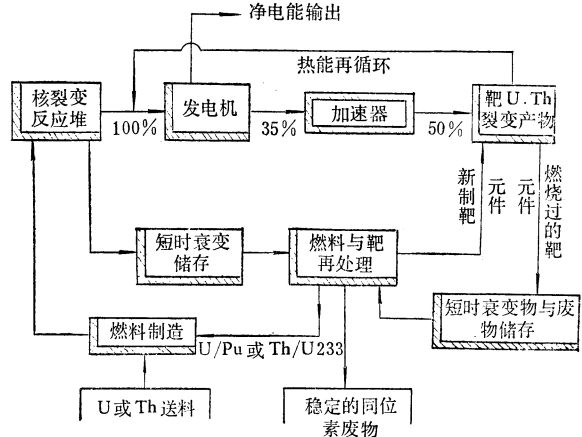 净电能输出
热能再循环
核裂变
反应堆
100%
发电机
35%
加速器
50%
靶U.Th
裂变产物
新制靶
元件
元件
燃烧过的靶
短时衰变
储存
燃料与靶
再处理
短时衰变物与废
物储存
燃料制造
U/Pu或Th/U233
U或Th送料
稳定的同位
素废物